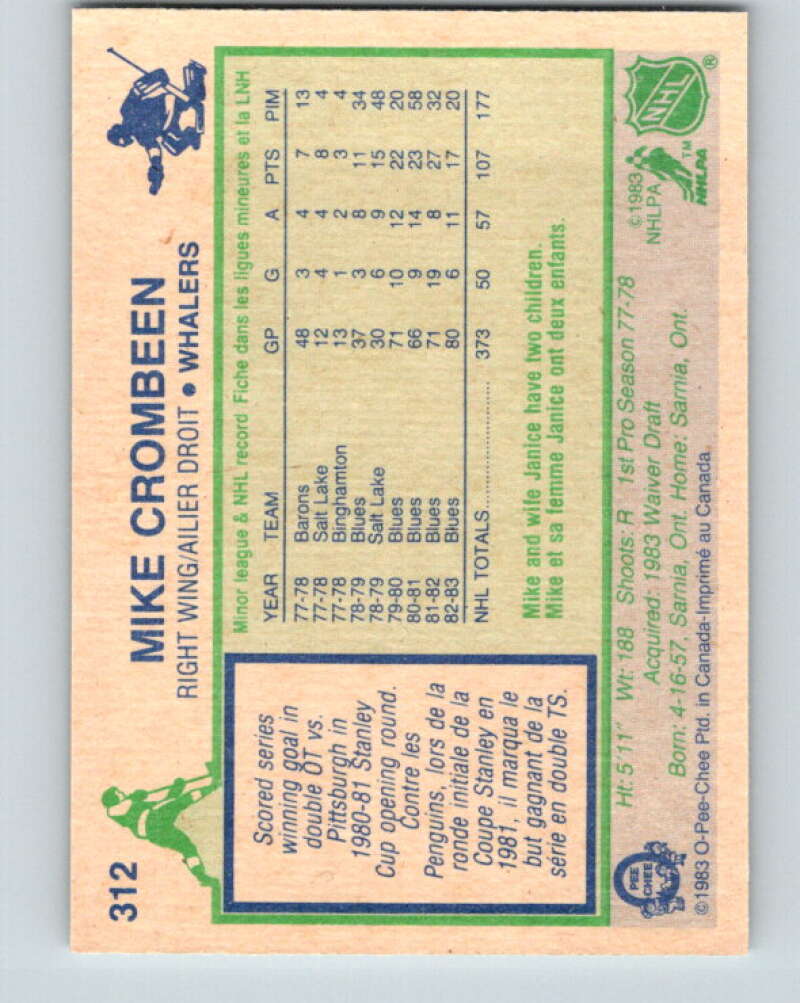 312
MIKE CROMBEEN
RIGHT WING/AILIER DROIT • WHALERS
Scored series
winning goal in
double OT vs.
Pittsburgh in
1980-81 Stanley
Cup opening round.
Contre les
Penguins, lors de la
ronde initiale de la
Coupe Stanley en
1981, il marqua le
but gagnant de la
série en double TS.
Minor league & NHL record Fiche dans les ligues mineures et la LNH
YEAR TEAM GP G A PTS PIM
77-78 Barons 48 3 4 7 13
77-78 Salt Lake 12 4 4 8 4
77-78 Binghamton 13 1 2 3 4
78-79 Blues 37 3 8 11 34
78-79 Salt Lake 30 6 9 15 48
79-80 Blues 71 10 12 22 20
80-81 Blues 66 9 14 23 58
81-82 Blues 71 19 8 27 32
82-83 Blues 80 6 11 17 20
NHL TOTALS 373 50 57 107 177
Mike and wife Janice have two children.
Mike et sa femme Janice ont deux enfants.
Ht: 5'11" Wt: 188 Shoots: R 1st Pro Season 77-78
Acquired: 1983 Waiver Draft
Born: 4-16-57, Sarnia, Ont. Home: Sarnia, Ont.
©1983 O-Pee-Chee Ptd. in Canada-Imprimé au Canada
PEE
CHEE
©1983
NHLPA
NHL ®
NHLPA ™